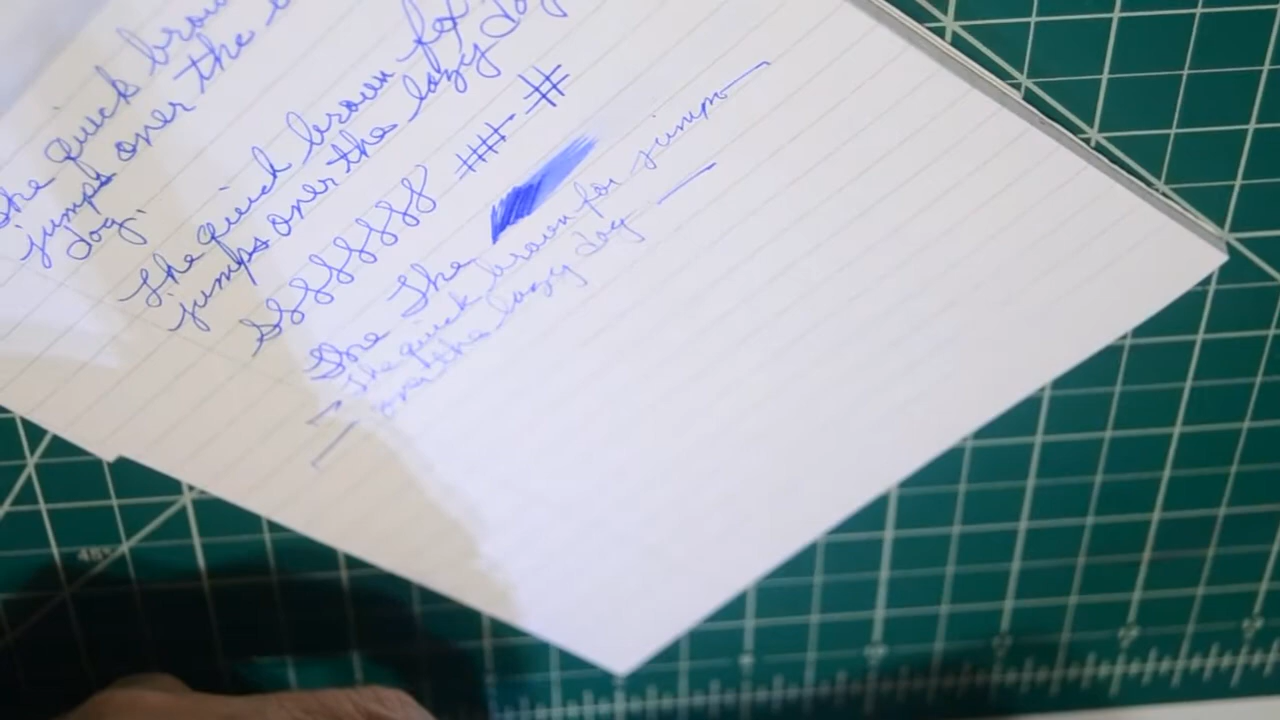 The quick brow
jumps over the
dog.
The quick brown fox
jumps over the lazy dog
SSSSSSS ### #
The The
The quick brown fox jumps
over the lazy dog